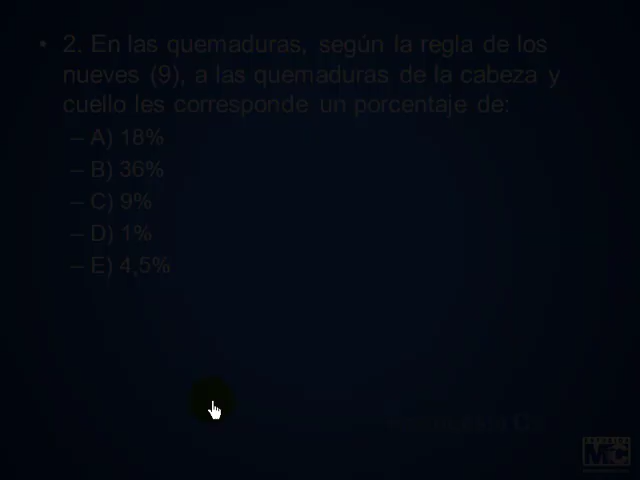 • 2. En las quemaduras, según la regla de los
nueves (9), a las quemaduras de la cabeza y
cuello les corresponde un porcentaje de:
– A) 18%
– B) 36%
– C) 9%
– D) 1%
– E) 4,5%